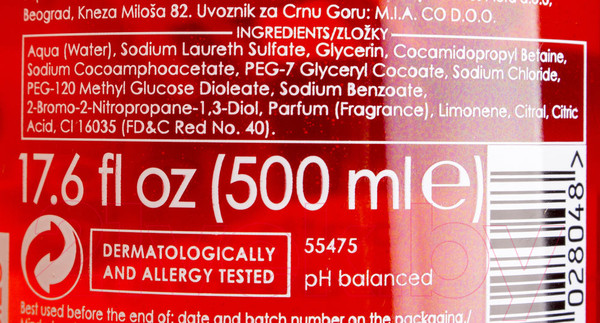 Beograd, Kneza Miloša 82. Uvoznik za Crnu Goru: M.I.A. CO D.O.O.
INGREDIENTS/ZLOŽKY
Aqua (Water), Sodium Laureth Sulfate, Glycerin, Cocamidopropyl Betaine,
Sodium Cocoamphoacetate, PEG-7 Glyceryl Cocoate, Sodium Chloride,
PEG-120 Methyl Glucose Dioleate, Sodium Benzoate,
2-Bromo-2-Nitropropane-1,3-Diol, Parfum (Fragrance), Limonene, Citral, Citric
Acid, CI 16035 (FD&C Red No. 40).
17.6 fl oz (500 ml e)
DERMATOLOGICALLY
AND ALLERGY TESTED
55475
pH balanced
028048 >
Best used before the end of: date and batch number on the packaging./